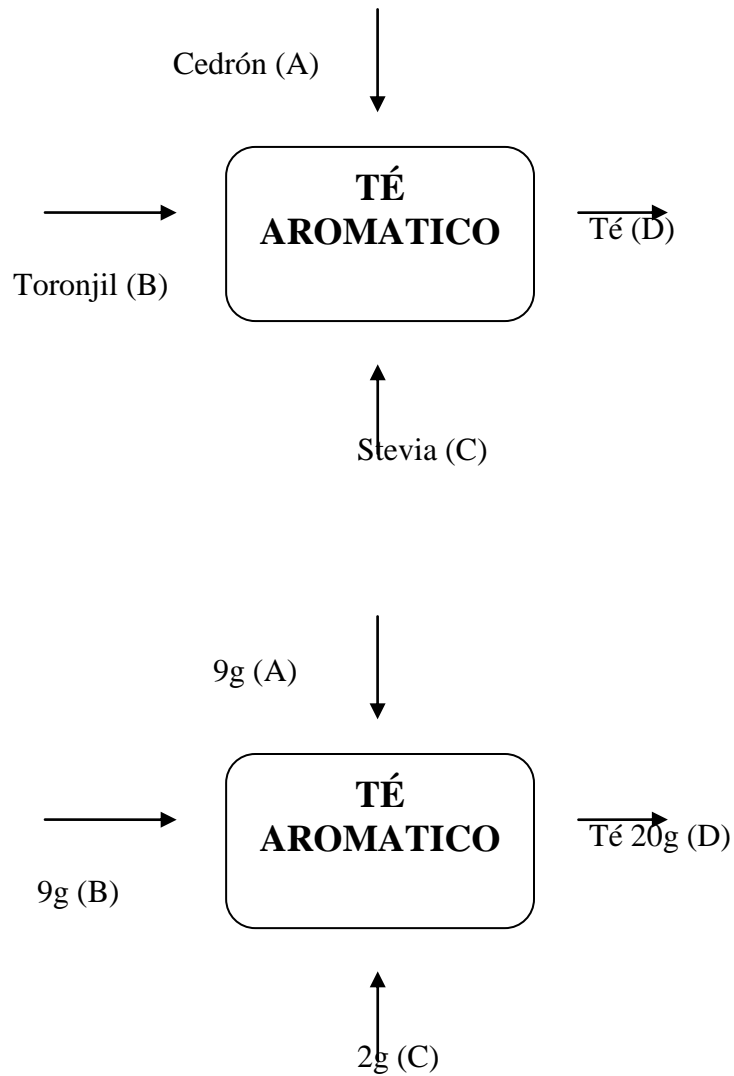 Cedrón (A)
TÉ
AROMATICO
Té (D)
Toronjil (B)
Stevia (C)
9g (A)
TÉ
AROMATICO
Té 20g (D)
9g (B)
2g (C)